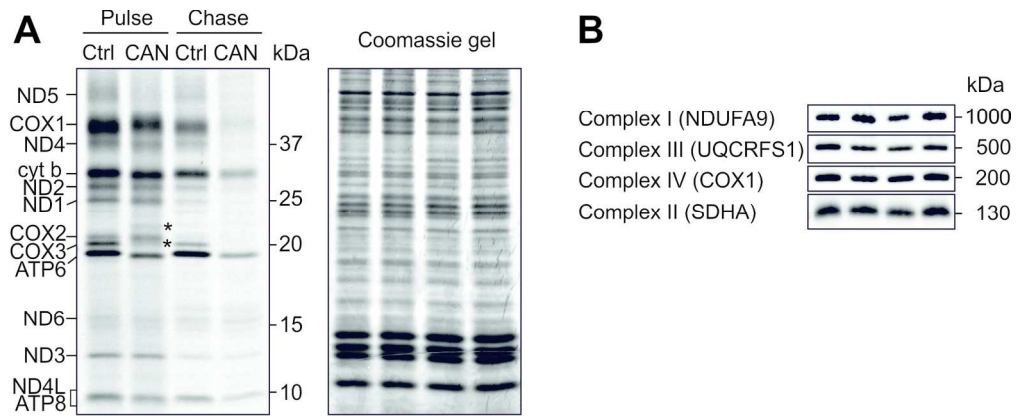 A
Pulse Chase
Ctrl CAN Ctrl CAN kDa
ND5
COX1
ND4
cyt b
ND2
ND1
COX2
COX3
ATP6
ND6
ND3
ND4L
ATP8
*
*
37
25
20
15
10
Coomassie gel
B
kDa
Complex I (NDUFA9) 1000
Complex III (UQCRFS1) 500
Complex IV (COX1) 200
Complex II (SDHA) 130